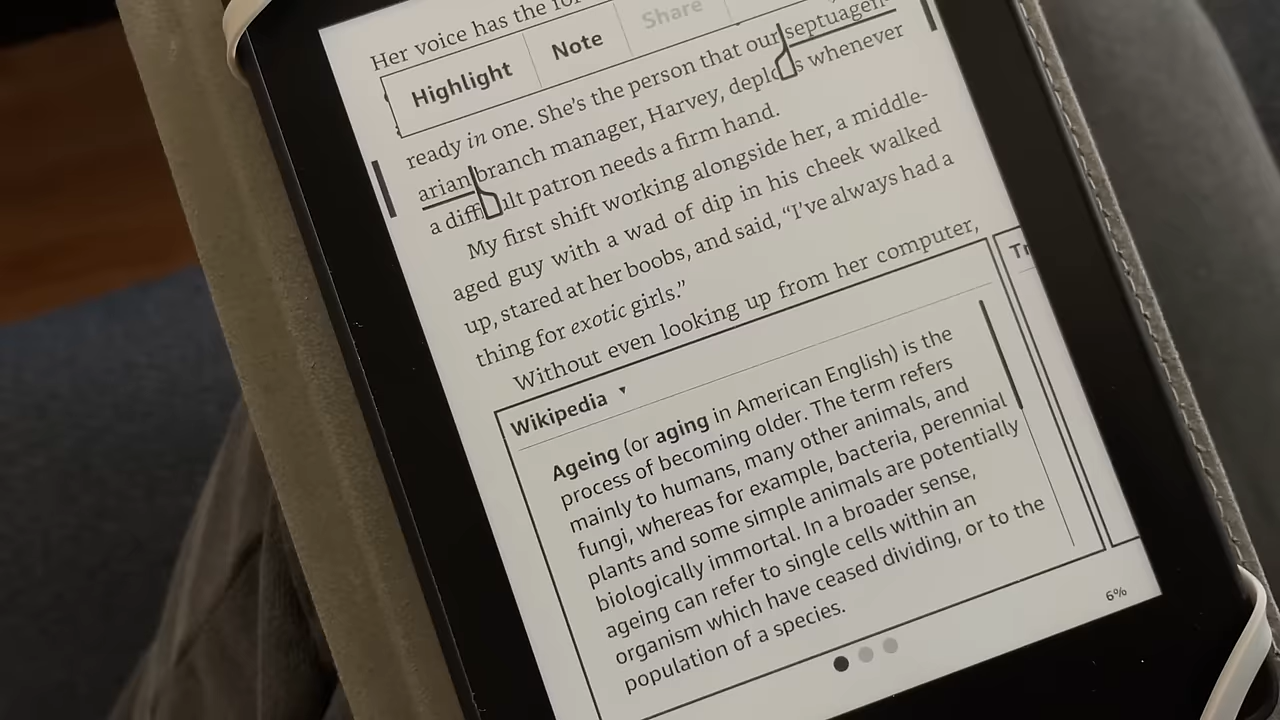 Her voice has the
Highlight Note Share
ready in one. She's the person that our septuagen-
arian branch manager, Harvey, deplo s whenever
a diffi ult patron needs a firm hand.
My first shift working alongside her, a middle-
aged guy with a wad of dip in his cheek walked
up, stared at her boobs, and said, “I've always had a
thing for exotic girls.”
Without even looking up from her computer,
Wikipedia
Ageing (or aging in American English) is the
process of becoming older. The term refers
mainly to humans, many other animals, and
fungi, whereas for example, bacteria, perennial
plants and some simple animals are potentially
biologically immortal. In a broader sense,
ageing can refer to single cells within an
organism which have ceased dividing, or to the
population of a species.
6%